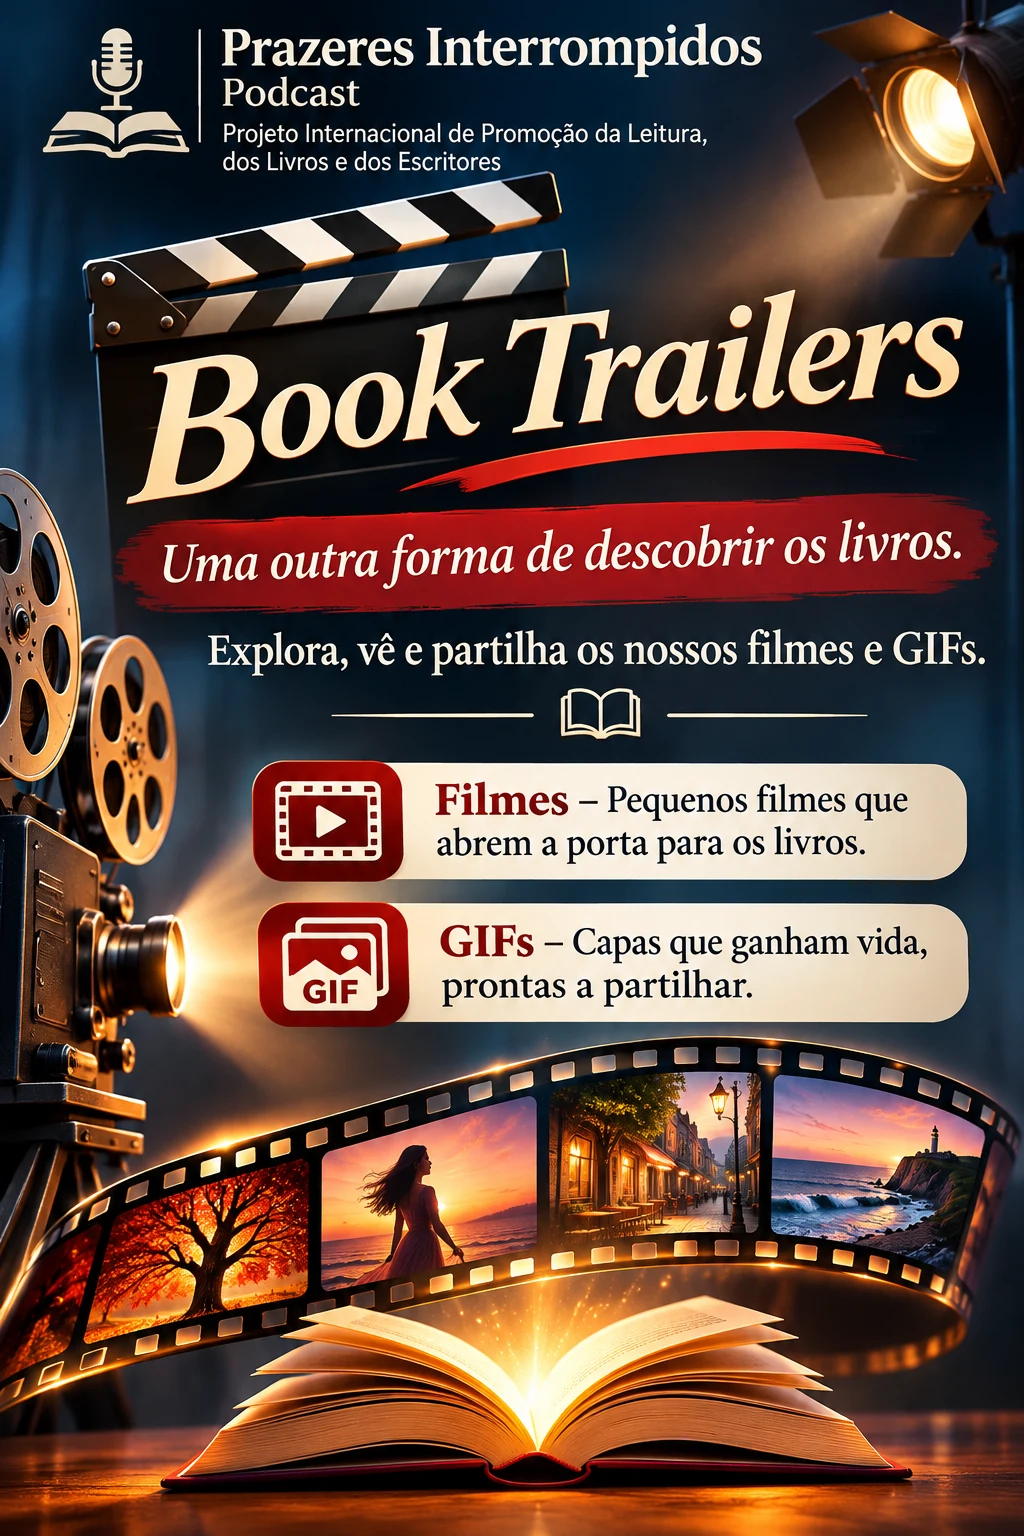 Prazeres Interrompidos
Podcast
Projeto Internacional de Promoção da Leitura,
dos Livros e dos Escritores
Book Trailers
Uma outra forma de descobrir os livros.
Explora, vê e partilha os nossos filmes e GIFs.
Filmes – Pequenos filmes que
abrem a porta para os livros.
GIF
GIFs – Capas que ganham vida,
prontas a partilhar.